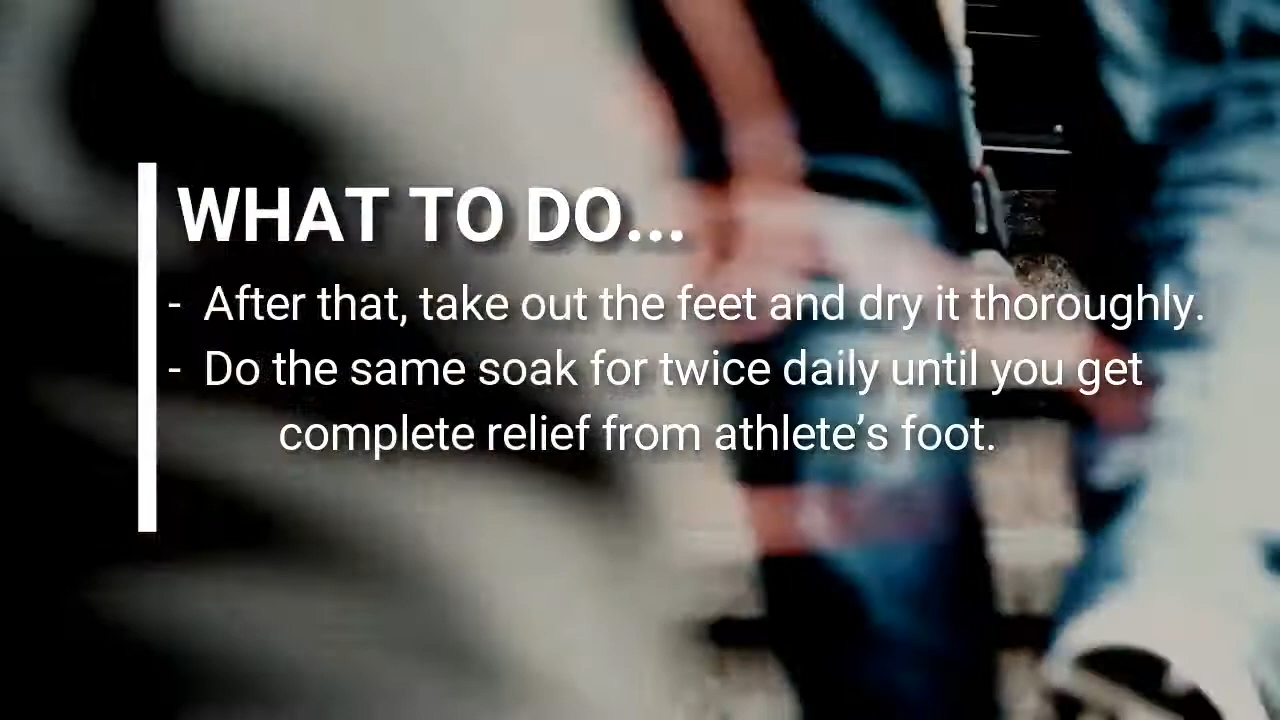 WHAT TO DO...
- After that, take out the feet and dry it thoroughly.
- Do the same soak for twice daily until you get
complete relief from athlete’s foot.